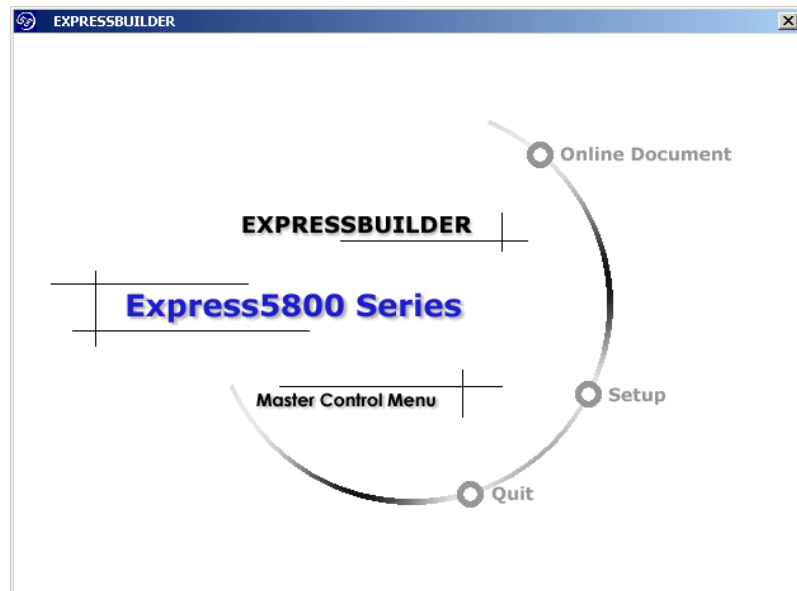 EXPRESSBUILDER
Online Document
EXPRESSBUILDER
Express5800 Series
Master Control Menu
Setup
Quit